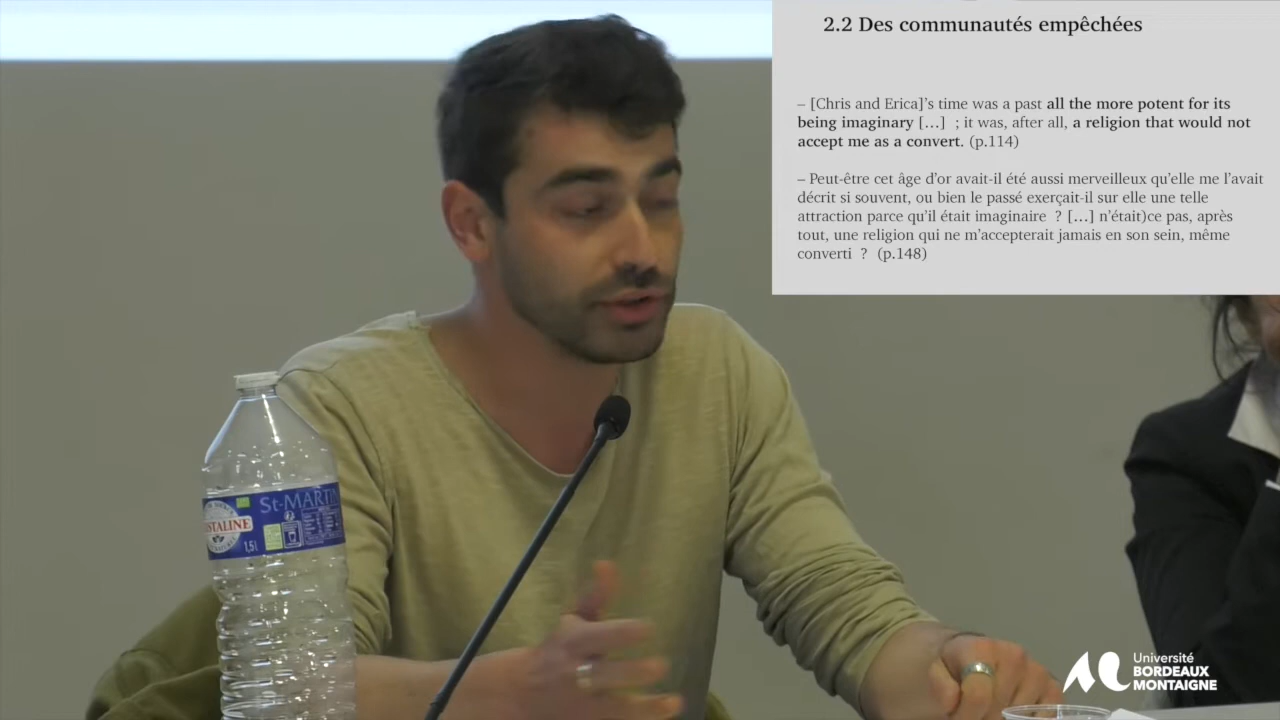 2.2 Des communautés empêchées
– [Chris and Erica]'s time was a past all the more potent for its
being imaginary […] ; it was, after all, a religion that would not
accept me as a convert. (p.114)
– Peut-être cet âge d'or avait-il été aussi merveilleux qu'elle me l'avait
décrit si souvent, ou bien le passé exerçait-il sur elle une telle
attraction parce qu'il était imaginaire ? […] n'était)ce pas, après
tout, une religion qui ne m'accepterait jamais en son sein, même
converti ? (p.148)
St-MARTIN
STALINE
1,5L
Université
BORDEAUX
MONTAIGNE